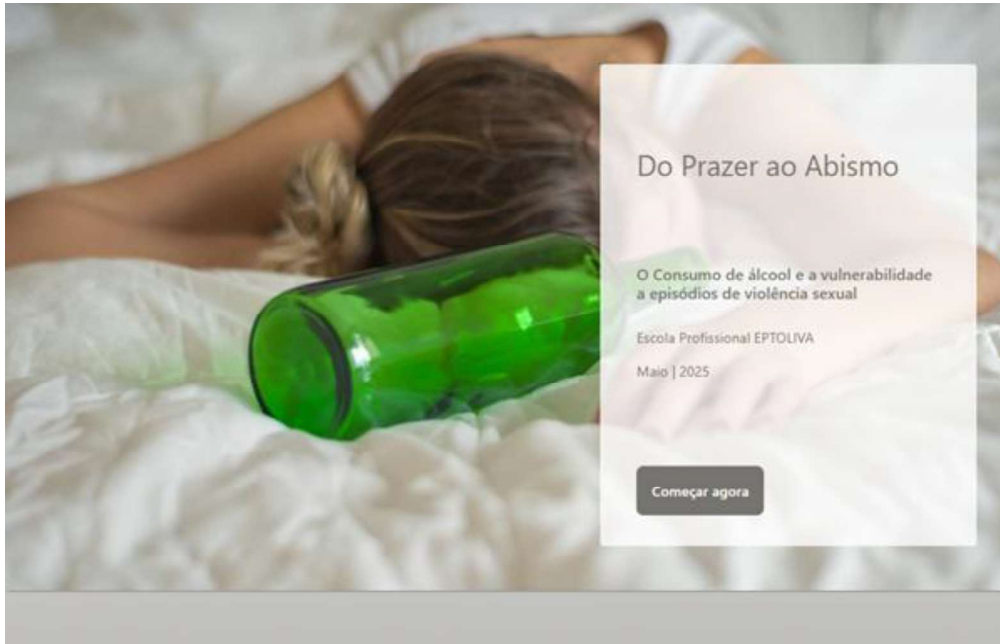 Do Prazer ao Abismo
O Consumo de álcool e a vulnerabilidade
a episódios de violência sexual
Escola Profissional EPTOLIVA
Maio | 2025
Começar agora